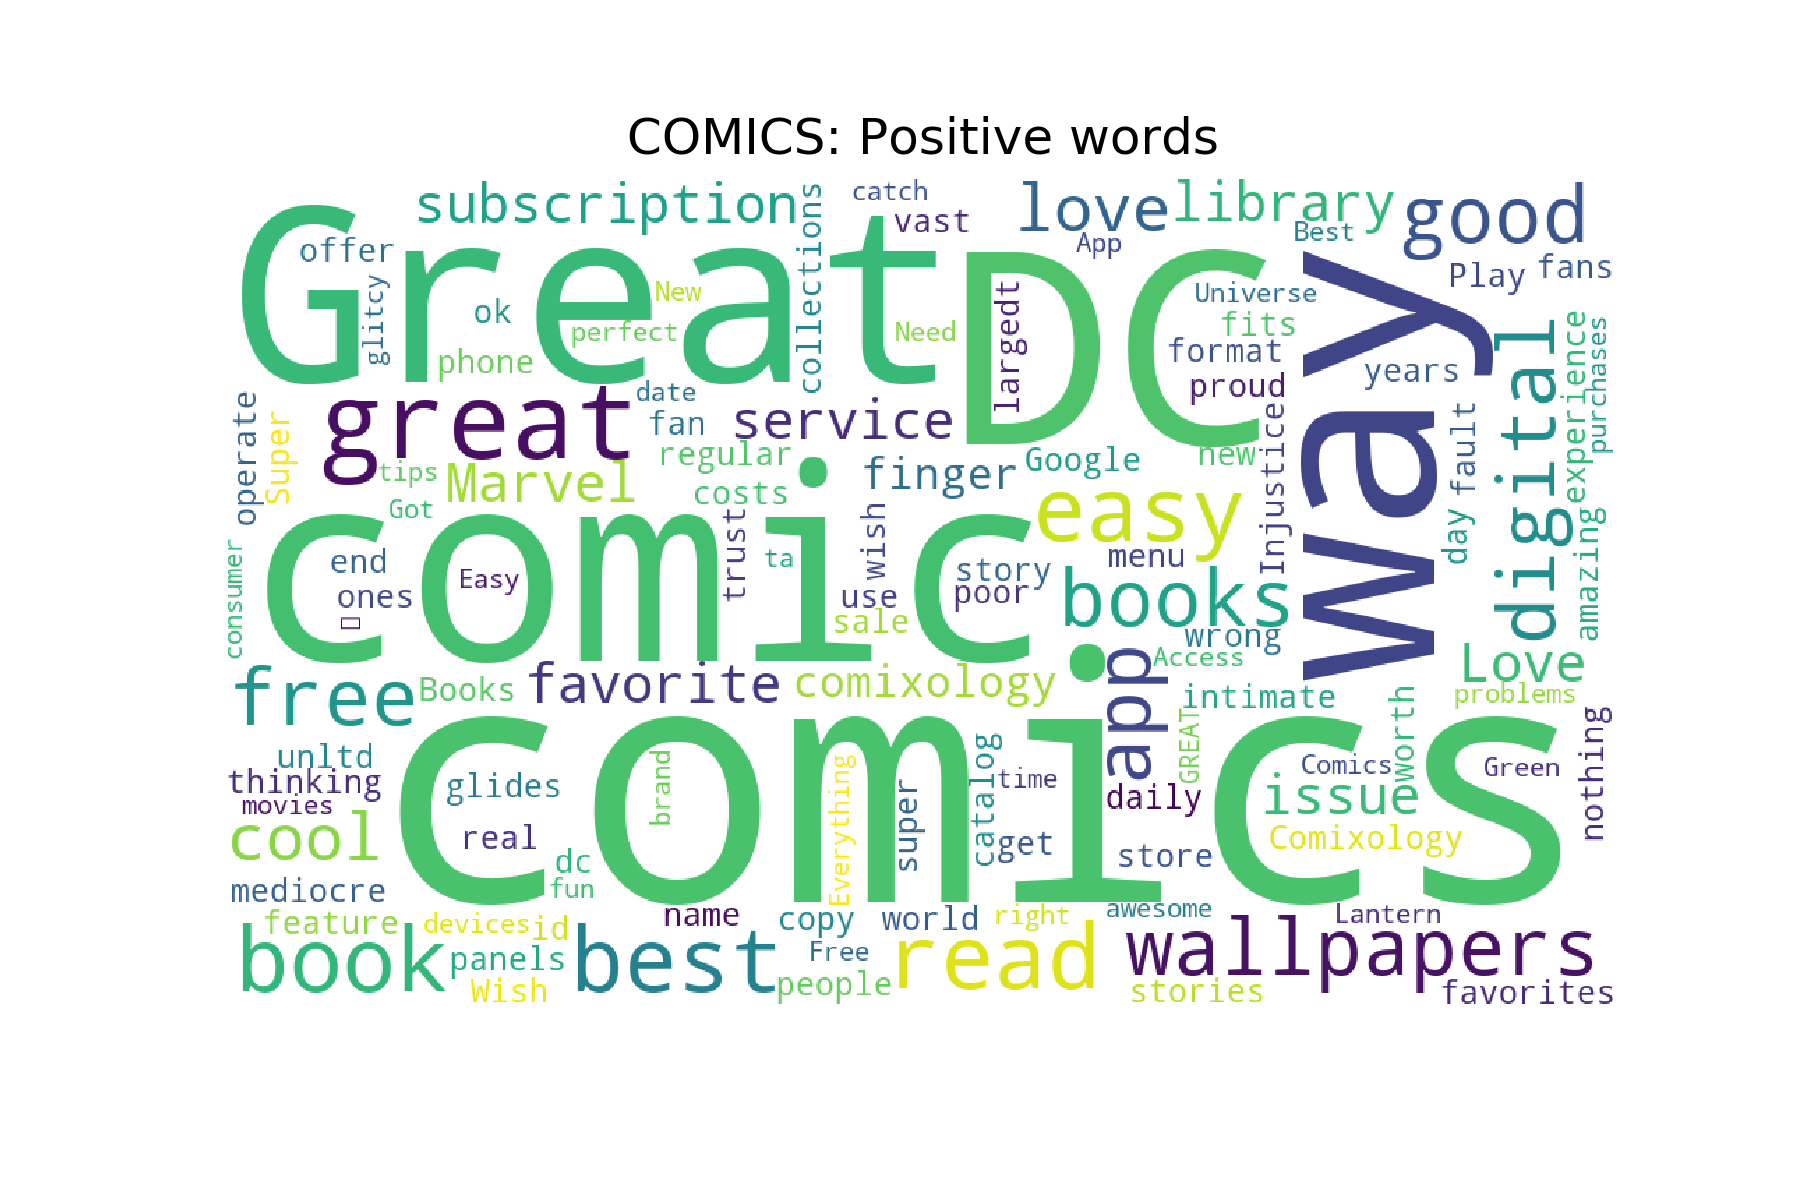 COMICS: Positive words
subscription
collections
catch
vast
love
library
good
Great
DC
way
offer
App
Best
Play
fans
glitcy
ok
New
perfect
Need
largedt
Universe
fits
format
proud
years
digital
experience
purchases
phone
great
date
fan
service
operate
Super
tips
Marvel
regular
costs
finger
Google
new
Injustice
fault
day
Got
comic
easy
trust
ta
wish
menu
amazing
consumer
end
ones
Easy
use
story
poor
books
sale
wrong
Access
Love
free
Books
favorite
comixology
app
intimate
problems
worth
GREAT
nothing
comics
unltd
thinking
movies
glides
brand
Everything
super
catalog
time
daily
Comics
Green
issue
cool
real
get
store
Comixology
mediocre
dc
fun
feature
devices
id
name
copy
world
right
awesome
Lantern
book
panels
best
Free
read
wallpapers
Wish
people
stories
favorites